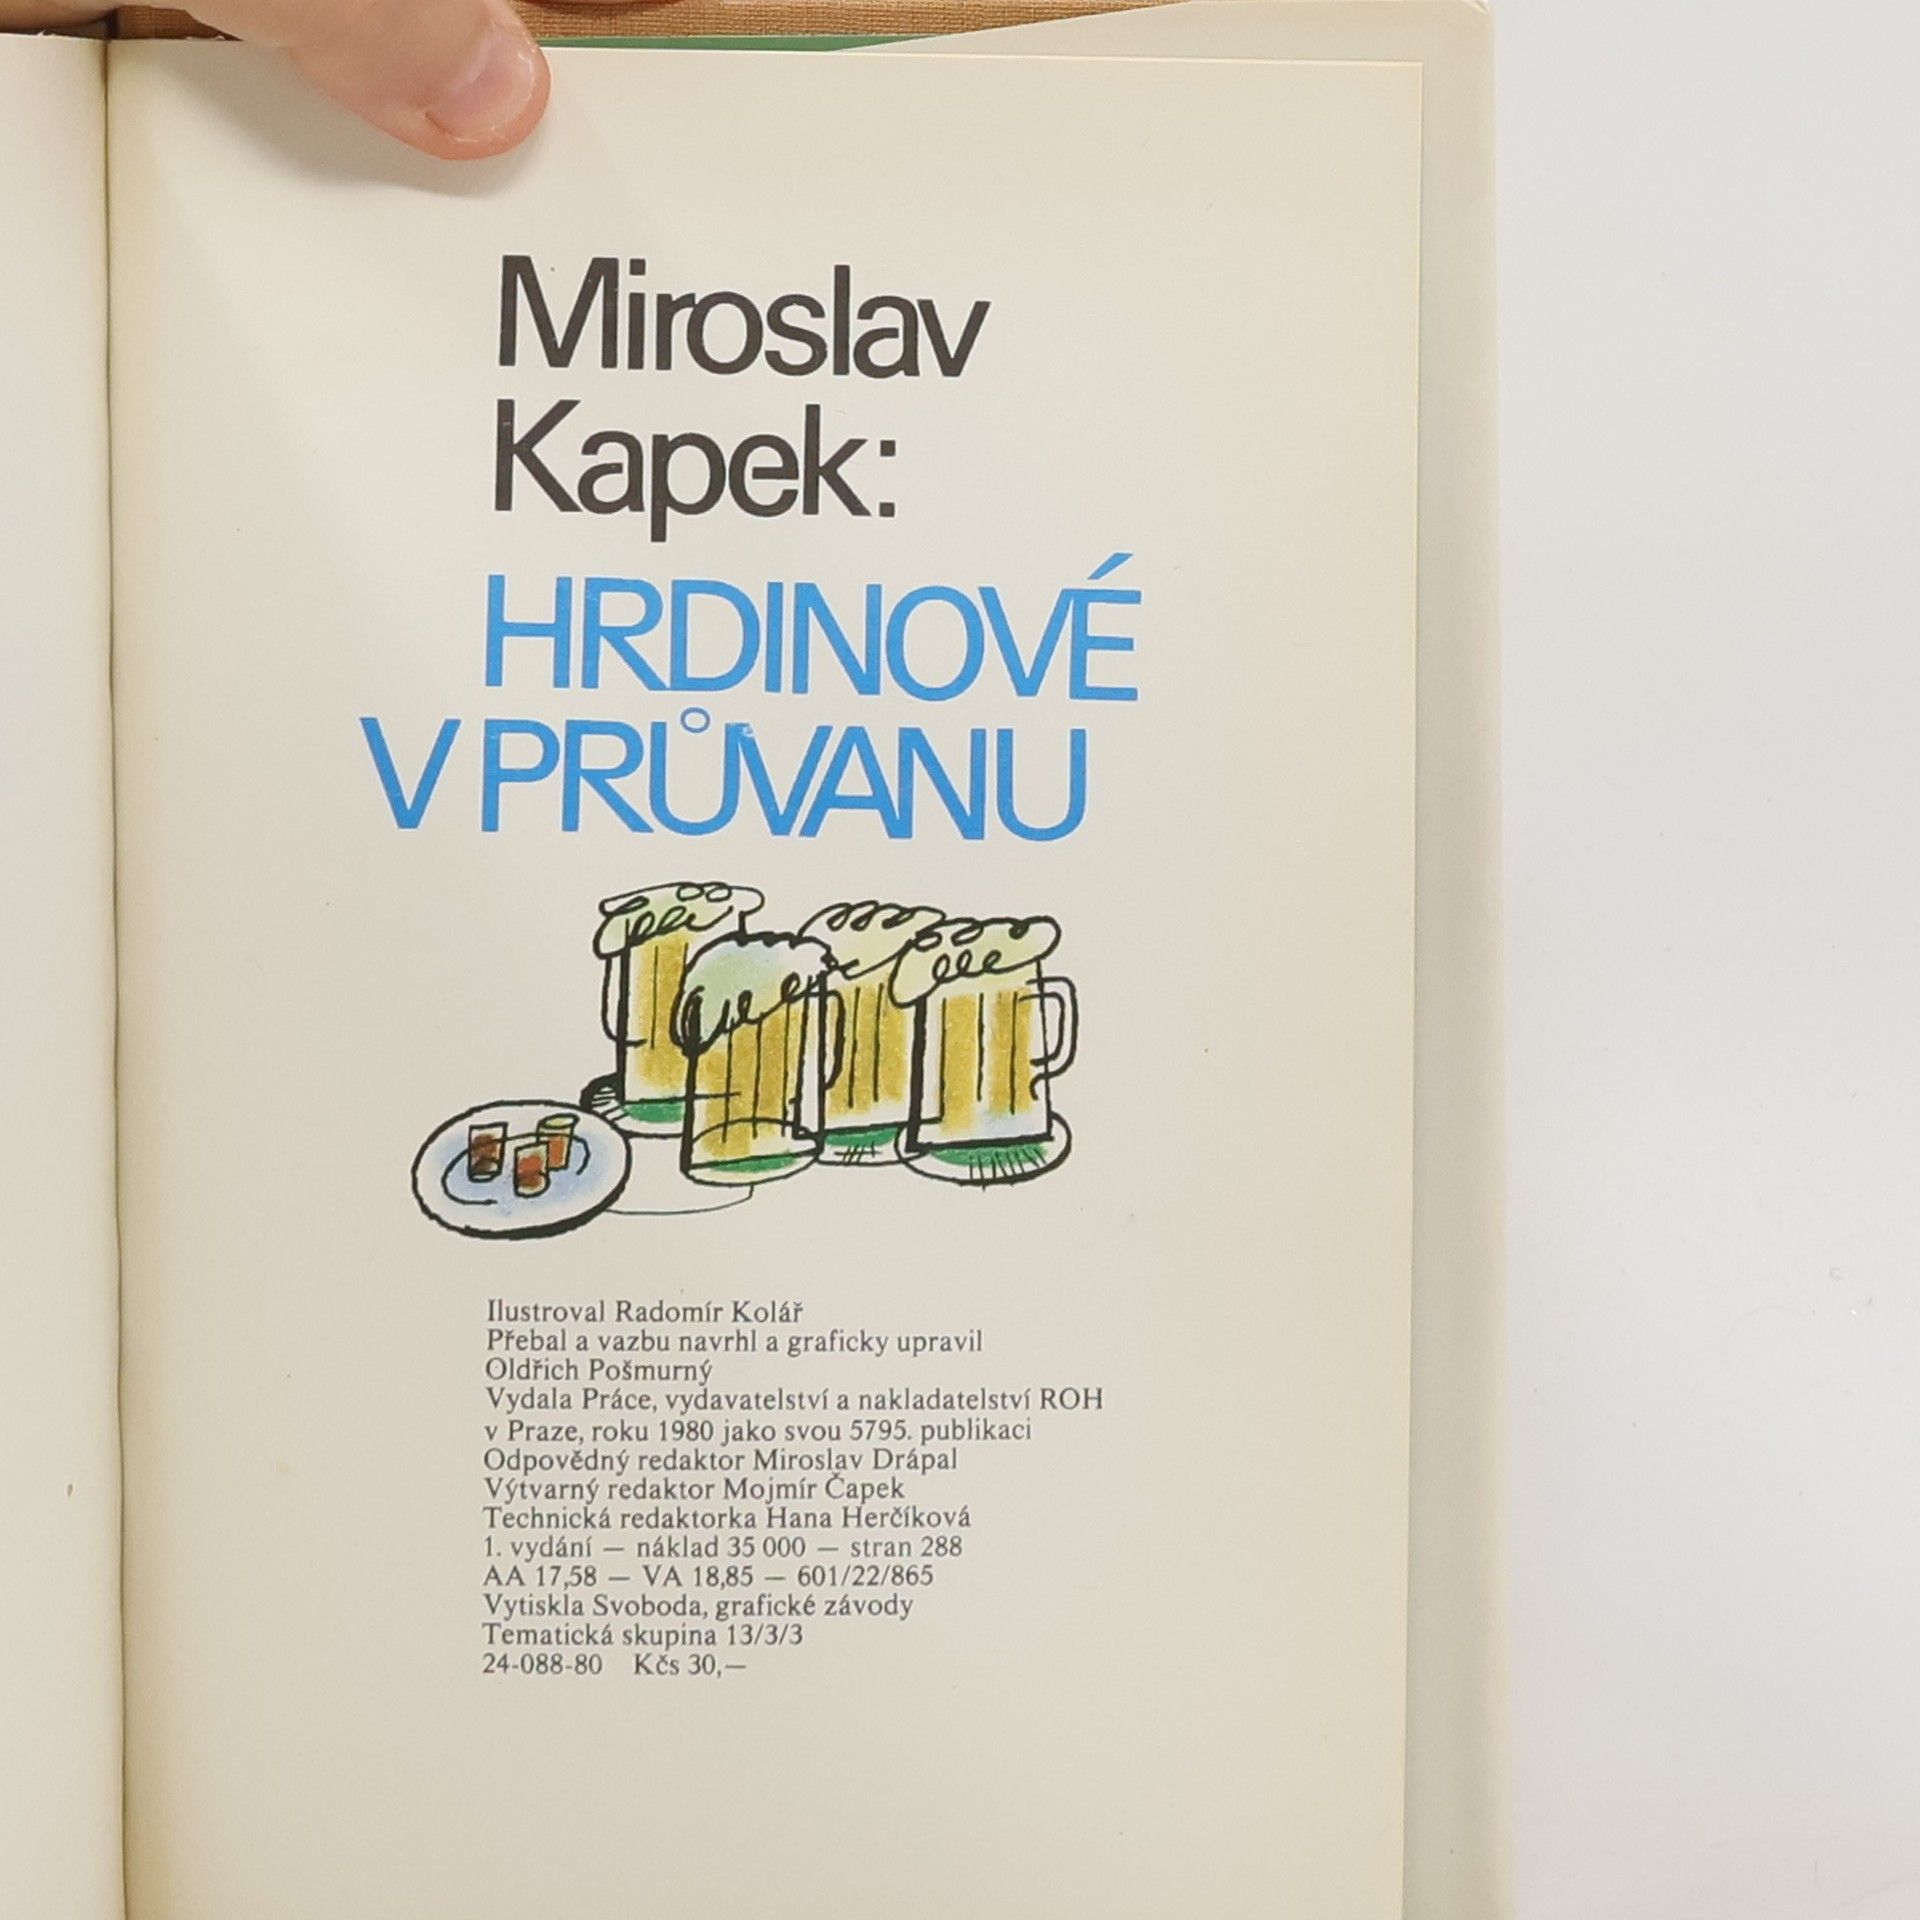 Miroslav
Kapek:
HRDINOVÉ
V PRŮVANU
Ilustroval Radomír Kolář
Přebal a vazbu navrhl a graficky upravil
Oldřich Pošmurný
Vydala Práce, vydavatelství a nakladatelství ROH
v Praze, roku 1980 jako svou 5795. publikaci
Odpovědný redaktor Miroslav Drápal
Výtvarný redaktor Mojmír Čapek
Technická redaktorka Hana Herčíková
1. vydání — náklad 35 000 — stran 288
AA 17,58 — VA 18,85 — 601/22/865
Vytiskla Svoboda, grafické závody
Tematická skupina 13/3/3
24-088-80 Kčs 30,—